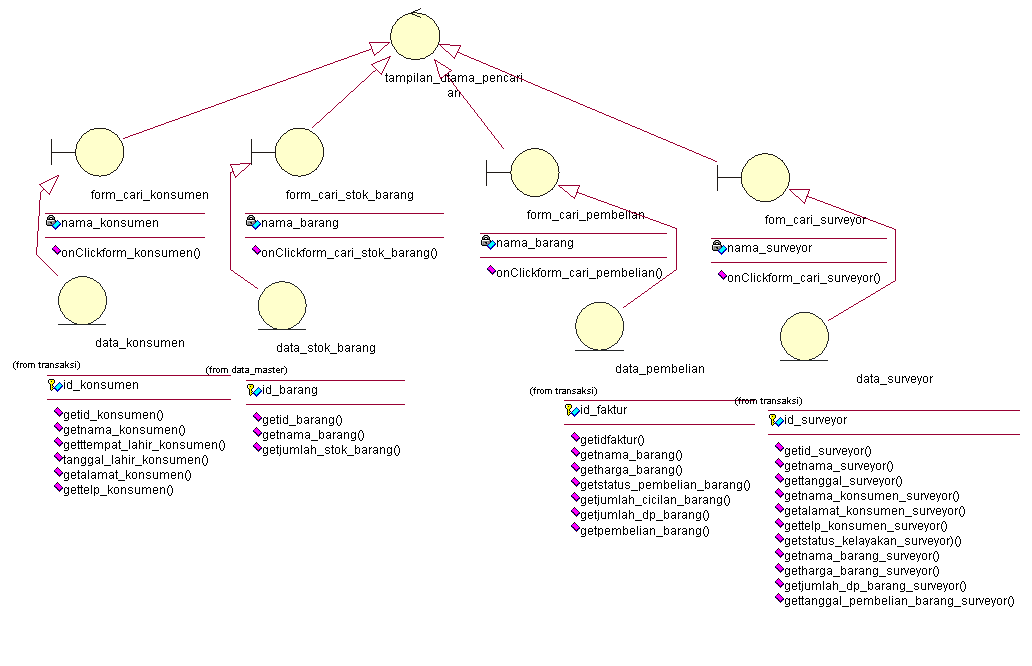 tampilan_utama_pencari
an
form_cari_konsumen
nama_konsumen
onClickform_konsumen()
form_cari_stok_barang
nama_barang
onClickform_cari_stok_barang()
form_cari_pembelian
nama_barang
onClickform_cari_pembelian()
fom_cari_surveyor
nama_surveyor
onClickform_cari_surveyor()
data_konsumen
(from transaksi)
id_konsumen
getid_konsumen()
getnama_konsumen()
getttempat_lahir_konsumen()
tanggal_lahir_konsumen()
getalamat_konsumen()
gettelp_konsumen()
data_stok_barang
(from data_master)
id_barang
getid_barang()
getnama_barang()
getjumlah_stok_barang()
data_pembelian
(from transaksi)
id_faktur
getidfaktur()
getnama_barang()
getharga_barang()
getstatus_pembelian_barang()
getjumlah_cicilan_barang()
getjumlah_dp_barang()
getpembelian_barang()
data_surveyor
(from transaksi)
id_surveyor
getid_surveyor()
getnama_surveyor()
gettanggal_surveyor()
getnama_konsumen_surveyor()
getalamat_konsumen_surveyor()
gettelp_konsumen_surveyor()
getstatus_kelayakan_surveyor)()
getnama_barang_surveyor()
getharga_barang_surveyor()
getjumlah_dp_barang_surveyor()
gettanggal_pembelian_barang_surveyor()